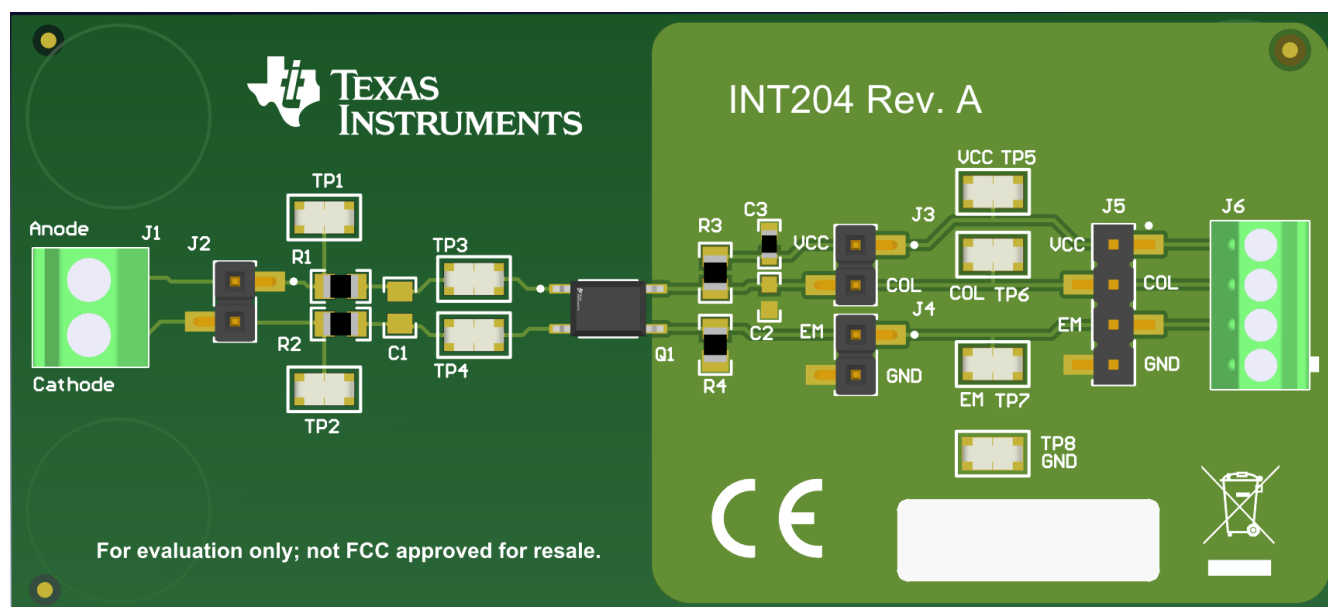 TEXAS
INSTRUMENTS
INT204 Rev. A
VCC TP5
TP1
Anode
J1
J2
R1
TP3
R3
C3
VCC
J3
J5
J6
VCC
COL
COL TP6
COL
R2
C1
TP4
Q1
R4
C2
EM
J4
GND
EM
GND
Cathode
TP2
EM TP7
TP8
GND
CE
For evaluation only; not FCC approved for resale.